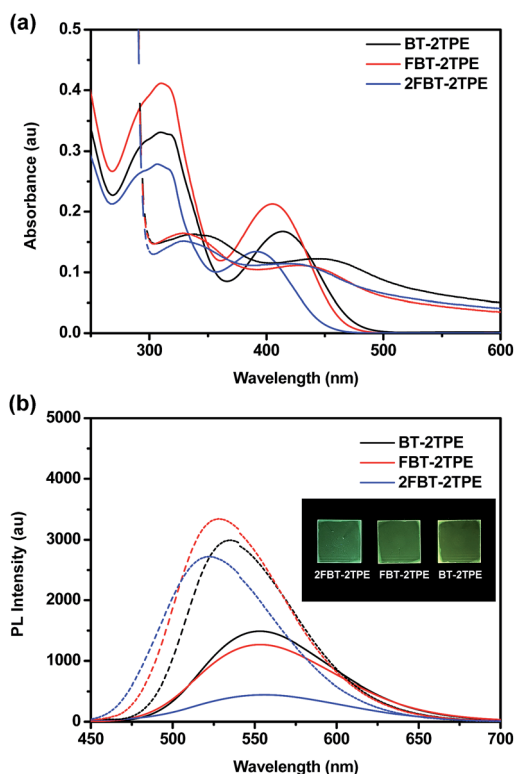 (a)
0.5
0.4
0.3
0.2
0.1
0.0
Absorbance (au)
BT-2TPE
FBT-2TPE
2FBT-2TPE
300 400 500 600
Wavelength (nm)
(b)
5000
4000
3000
2000
1000
0
PL Intensity (au)
BT-2TPE
FBT-2TPE
2FBT-2TPE
2FBT-2TPE FBT-2TPE BT-2TPE
450 500 550 600 650 700
Wavelength (nm)